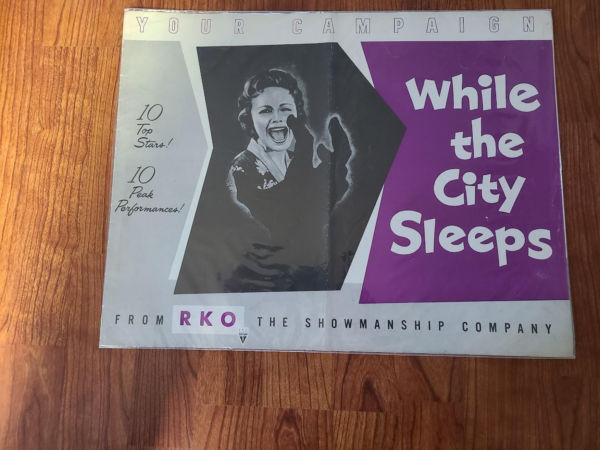 YOUR CAMPAIGN
10
Top
Stars!
10
Peak
Performances!
While
the
City
Sleeps
FROM RKO THE SHOWMANSHIP COMPANY